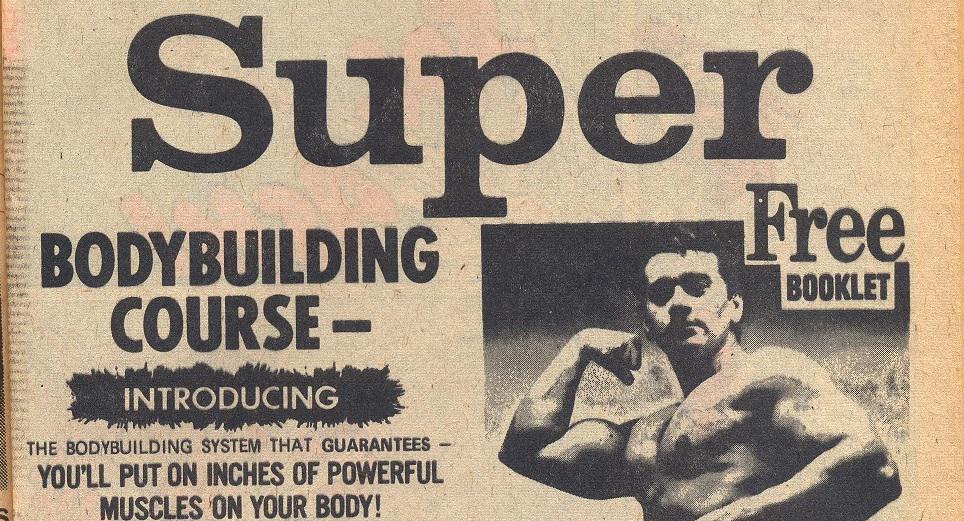 Super
BODYBUILDING
COURSE –
INTRODUCING
THE BODYBUILDING SYSTEM THAT GUARANTEES –
YOU'LL PUT ON INCHES OF POWERFUL
MUSCLES ON YOUR BODY!
Free
BOOKLET